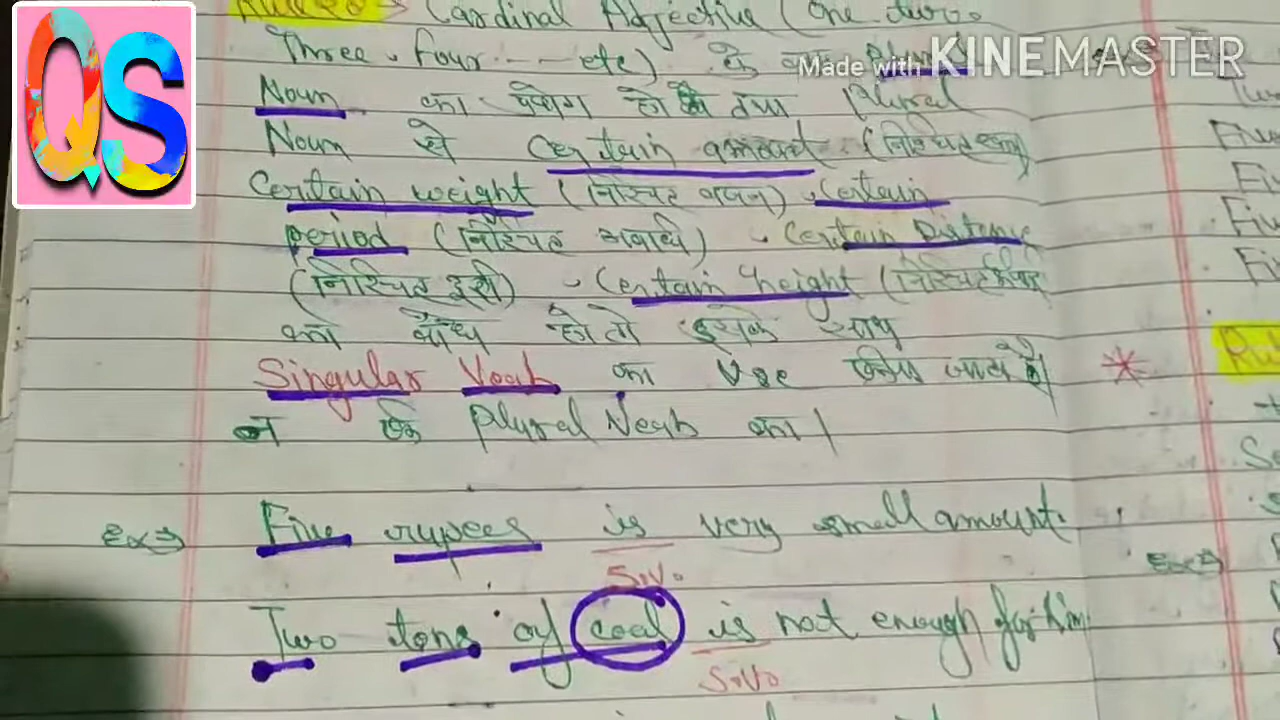 QS
Made with KINEMASTER
Cardinal Adjective (One, two,
Three, four --- etc) के बाद
Noun का प्रयोग हो तथा Plural
Noun से Certain amount (निश्चित
Certain weight (निश्चित वजन), Certain
period (निश्चित अवधि), Certain Distance
(निश्चित दूरी), Certain height (निश्चित
का बोध हो तो इसके साथ
Singular Verb का Use किया जाता है
न कि Plural Verb का।
Ex⇒ Five rupees is very small amount.
S.V.
Two tons of coal is not enough for him
S.V.
Ex⇒